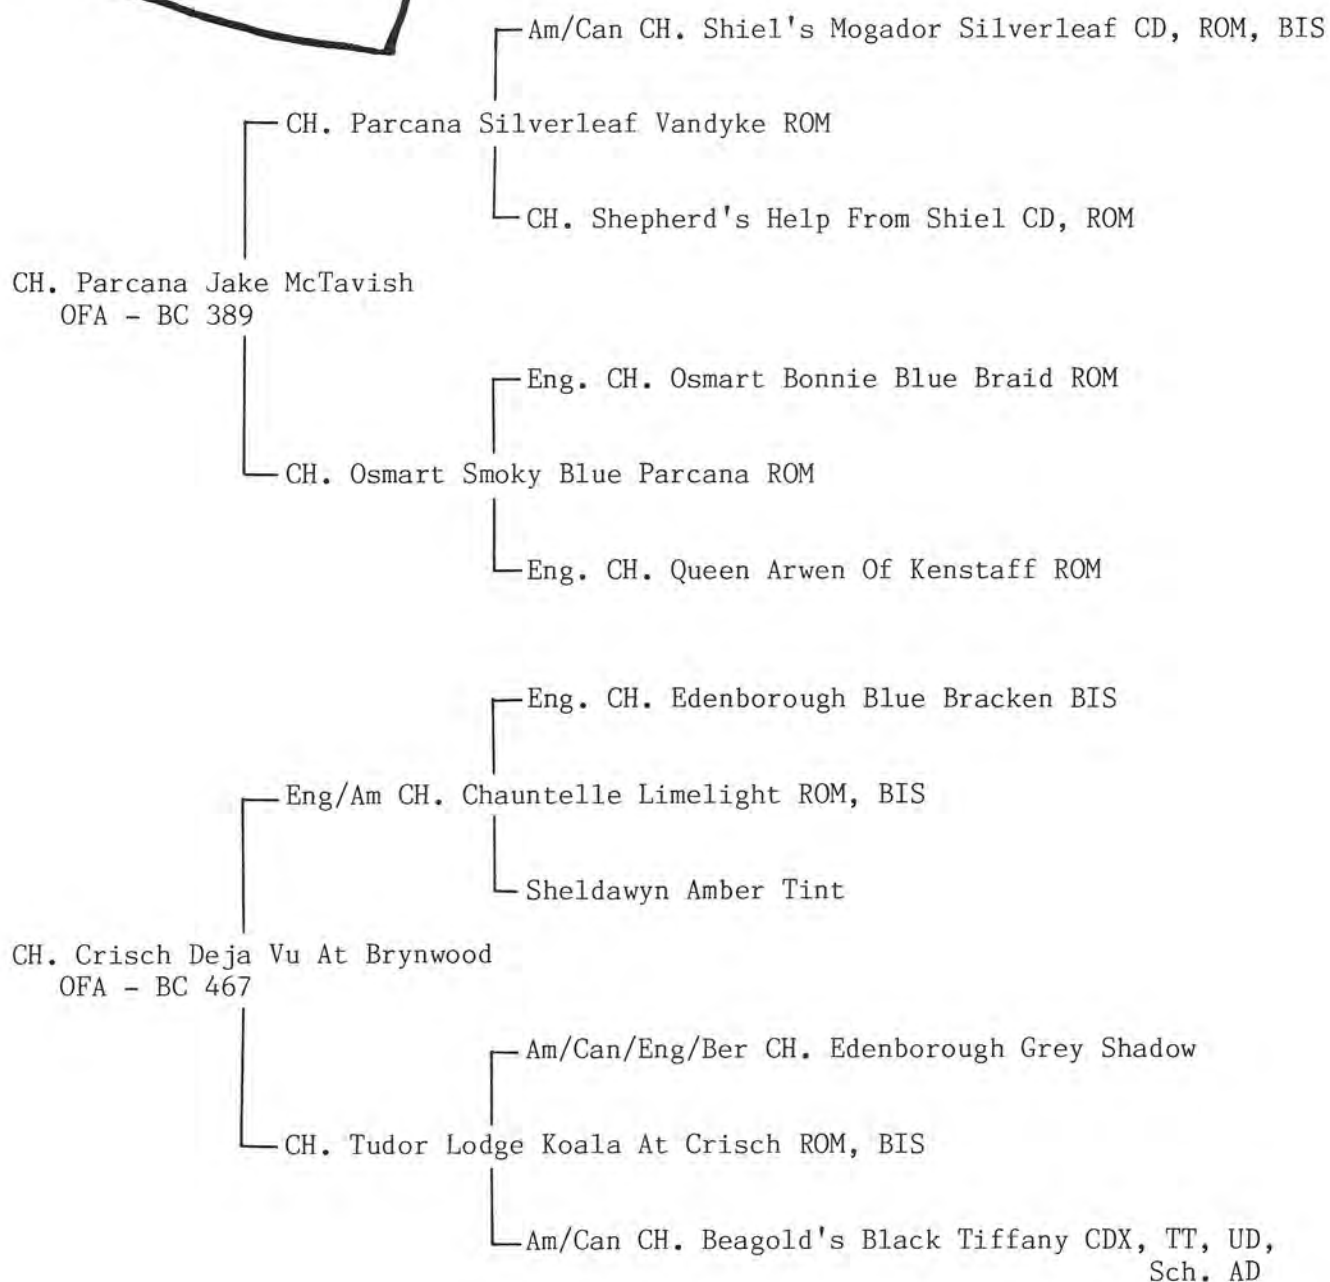 Am/Can CH. Shiel's Mogador Silverleaf CD, ROM, BIS
CH. Parcana Silverleaf Vandyke ROM
CH. Shepherd's Help From Shiel CD, ROM
CH. Parcana Jake McTavish
OFA - BC 389
Eng. CH. Osmart Bonnie Blue Braid ROM
CH. Osmart Smoky Blue Parcana ROM
Eng. CH. Queen Arwen Of Kenstaff ROM
Eng. CH. Edenborough Blue Bracken BIS
Eng/Am CH. Chauntelle Limelight ROM, BIS
Sheldawyn Amber Tint
CH. Crisch Deja Vu At Brynwood
OFA - BC 467
Am/Can/Eng/Ber CH. Edenborough Grey Shadow
CH. Tudor Lodge Koala At Crisch ROM, BIS
Am/Can CH. Beagold's Black Tiffany CDX, TT, UD,
Sch. AD